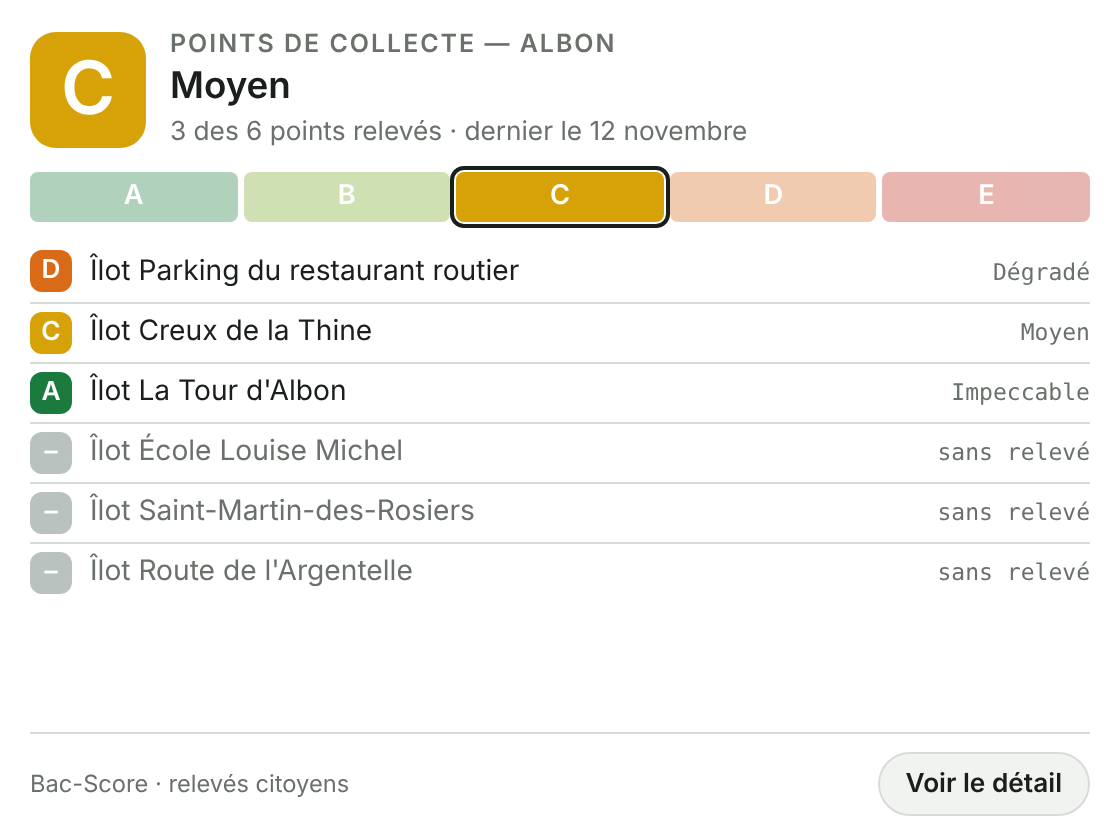 C
POINTS DE COLLECTE — ALBON
Moyen
3 des 6 points relevés · dernier le 12 novembre
A B C D E
D Îlot Parking du restaurant routier Dégradé
C Îlot Creux de la Thine Moyen
A Îlot La Tour d'Albon Impeccable
– Îlot École Louise Michel sans relevé
– Îlot Saint-Martin-des-Rosiers sans relevé
– Îlot Route de l'Argentelle sans relevé
Bac-Score · relevés citoyens Voir le détail